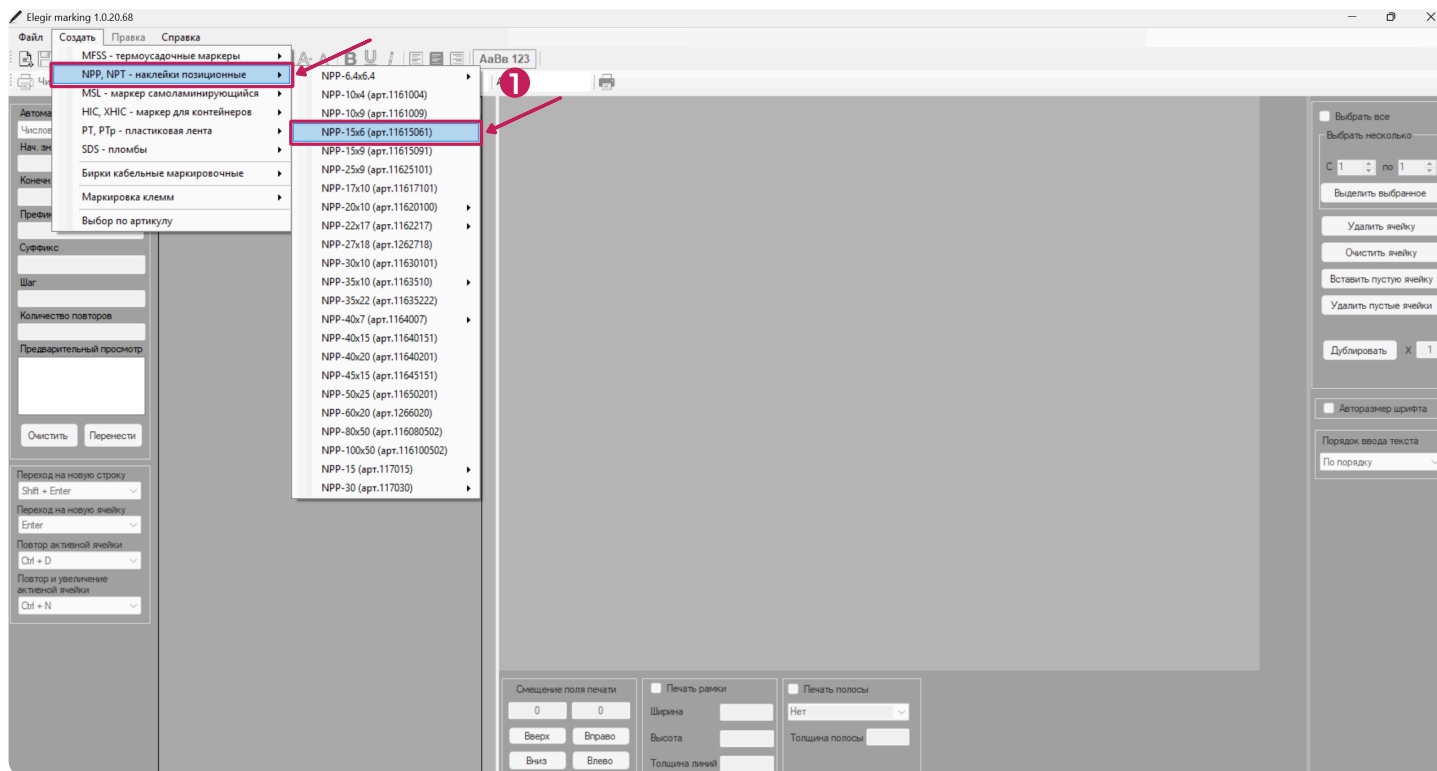 Elegir marking 1.0.20.68
Файл Создать Правка Справка
AaBв 123
MFSS - термоусадочные маркеры
NPP, NPT - наклейки позиционные
MSL - маркер самоламинирующийся
HIC, XHIC - маркер для контейнеров
PT, PTp - пластиковая лента
SDS - пломбы
Бирки кабельные маркировочные
Маркировка клемм
Выбор по артикулу
NPP-6.4x6.4
NPP-10x4 (арт.1161004)
NPP-10x9 (арт.1161009)
NPP-15x6 (арт.11615061)
NPP-15x9 (арт.11615091)
NPP-25x9 (арт.11625101)
NPP-17x10 (арт.11617101)
NPP-20x10 (арт.11620100)
NPP-22x17 (арт.1162217)
NPP-27x18 (арт.1262718)
NPP-30x10 (арт.11630101)
NPP-35x10 (арт.1163510)
NPP-35x22 (арт.11635222)
NPP-40x7 (арт.1164007)
NPP-40x15 (арт.11640151)
NPP-40x20 (арт.11640201)
NPP-45x15 (арт.11645151)
NPP-50x25 (арт.11650201)
NPP-60x20 (арт.1266020)
NPP-80x50 (арт.116080502)
NPP-100x50 (арт.116100502)
NPP-15 (арт.117015)
NPP-30 (арт.117030)
1
Суффикс
Шаг
Количество повторов
Предварительный просмотр
Очистить Перенести
Переход на новую строку
Shift + Enter
Переход на новую ячейку
Enter
Повтор активной ячейки
Ctrl + D
Повтор и увеличение
активной ячейки
Ctrl + N
Смещение поля печати
0 0
Вверх Вправо
Вниз Влево
Печать рамки
Ширина
Высота
Толщина линий
Печать полосы
Нет
Толщина полосы
Выбрать все
Выбрать несколько
С 1 по 1
Выделить выбранное
Удалить ячейку
Очистить ячейку
Вставить пустую ячейку
Удалить пустые ячейки
Дублировать X 1
Авторазмер шрифта
Порядок ввода текста
По порядку